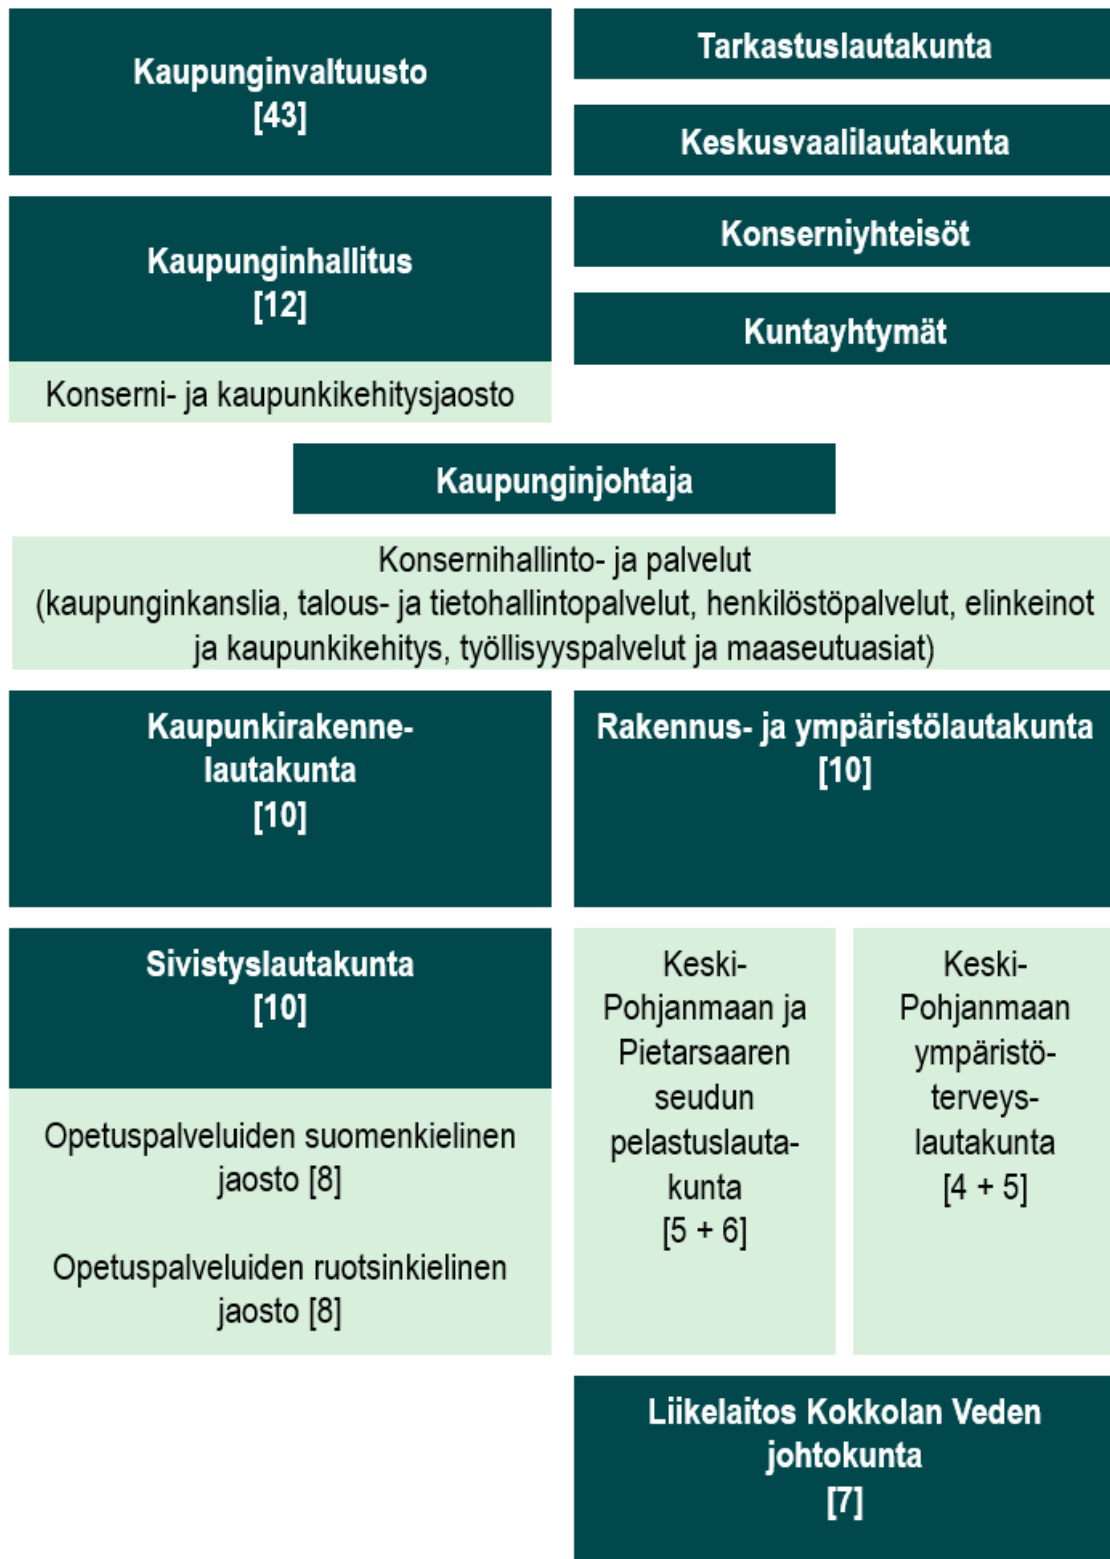 Kaupunginvaltuusto
[43]
Tarkastuslautakunta
Keskusvaalilautakunta
Kaupunginhallitus
[12]
Konserni- ja kaupunkikehitysjaosto
Konserniyhteisöt
Kuntayhtymät
Kaupunginjohtaja
Konsernihallinto- ja palvelut
(kaupunginkanslia, talous- ja tietohallintopalvelut, henkilöstöpalvelut, elinkeinot
ja kaupunkikehitys, työllisyyspalvelut ja maaseutuasiat)
Kaupunkirakenne-
lautakunta
[10]
Rakennus- ja ympäristölautakunta
[10]
Sivistyslautakunta
[10]
Opetuspalveluiden suomenkielinen
jaosto [8]
Opetuspalveluiden ruotsinkielinen
jaosto [8]
Keski-
Pohjanmaan ja
Pietarsaaren
seudun
pelastuslauta-
kunta
[5 + 6]
Keski-
Pohjanmaan
ympäristö-
terveys-
lautakunta
[4 + 5]
Liikelaitos Kokkolan Veden
johtokunta
[7]